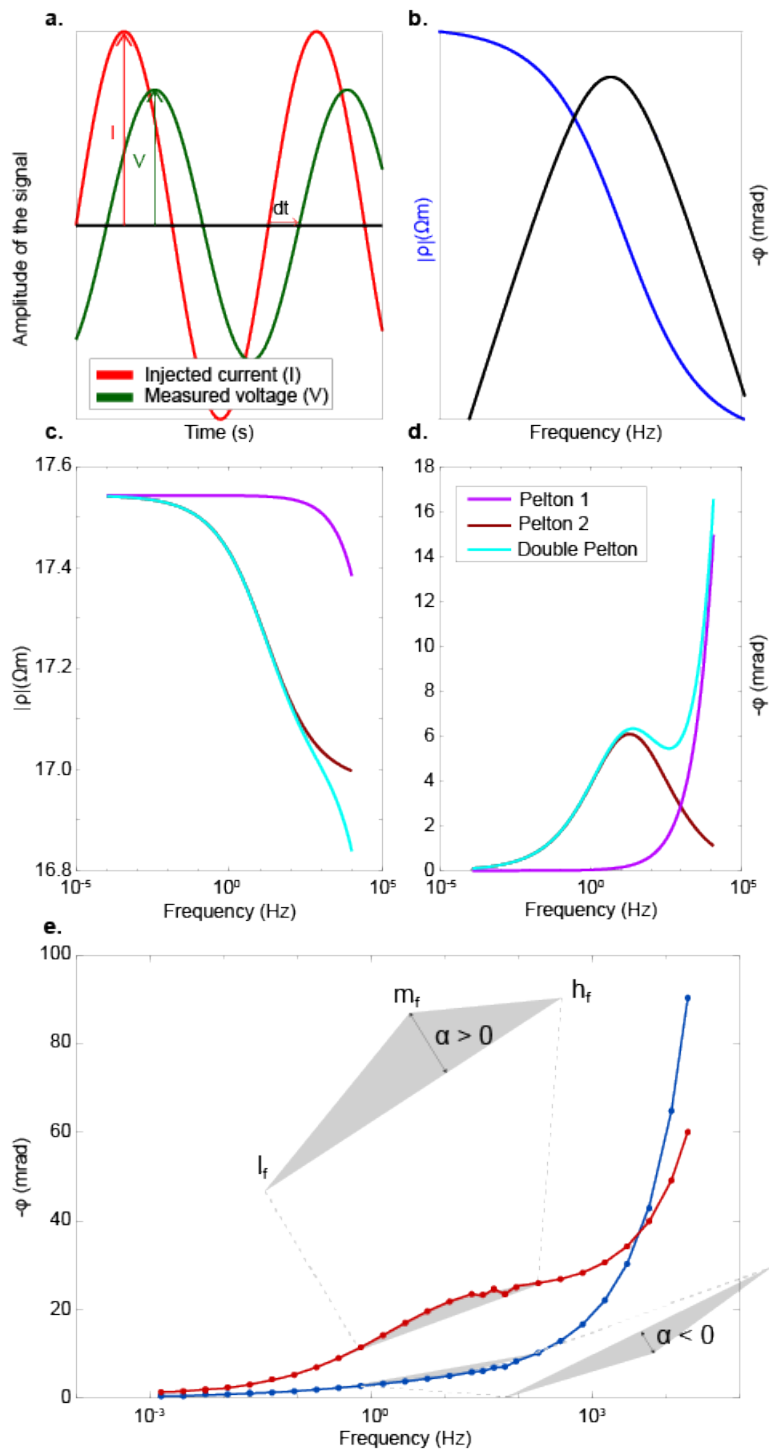 a.
b.
Amplitude of the signal
I
V
dt
Injected current (I)
Measured voltage (V)
Time (s)
|ρ|(Ωm)
-φ (mrad)
Frequency (Hz)
c.
d.
17.6
17.4
17.2
17.0
16.8
|ρ|(Ωm)
10⁻⁵
10⁰
10⁵
Frequency (Hz)
18
16
14
12
10
8
6
4
2
0
Pelton 1
Pelton 2
Double Pelton
-φ (mrad)
10⁻⁵
10⁰
10⁵
Frequency (Hz)
e.
100
80
60
40
20
0
-φ (mrad)
m_f
h_f
α > 0
l_f
α < 0
10⁻³
10⁰
10³
Frequency (Hz)